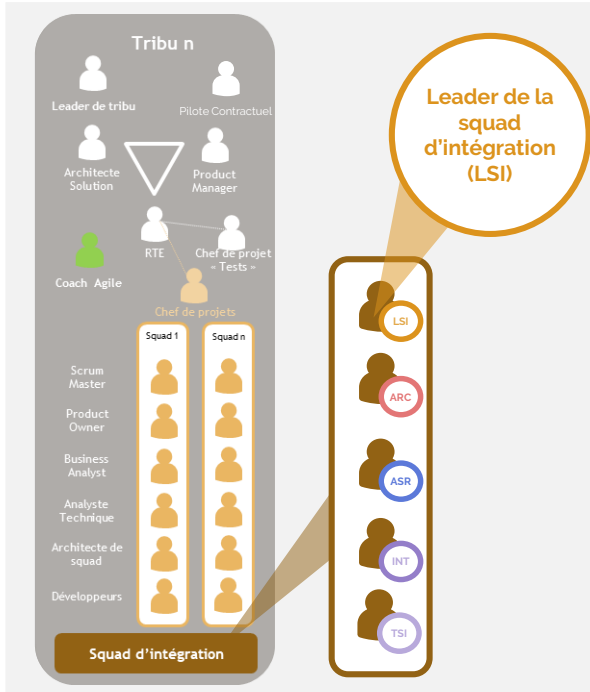 Tribu n
Leader de tribu
Pilote Contractuel
Architecte
Solution
Product
Manager
RTE
Chef de projet
« Tests »
Coach Agile
Chef de projets
Squad 1
Squad n
Scrum
Master
Product
Owner
Business
Analyst
Analyste
Technique
Architecte de
squad
Développeurs
Squad d’intégration
Leader de la
squad
d’intégration
(LSI)
LSI
ARC
ASR
INT
TSI